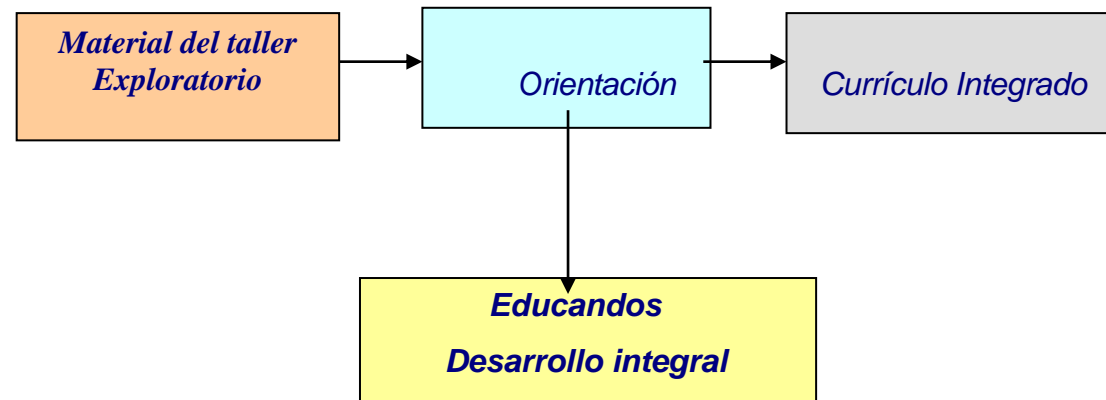 Material del taller
Exploratorio
Orientación
Currículo Integrado
Educandos
Desarrollo integral